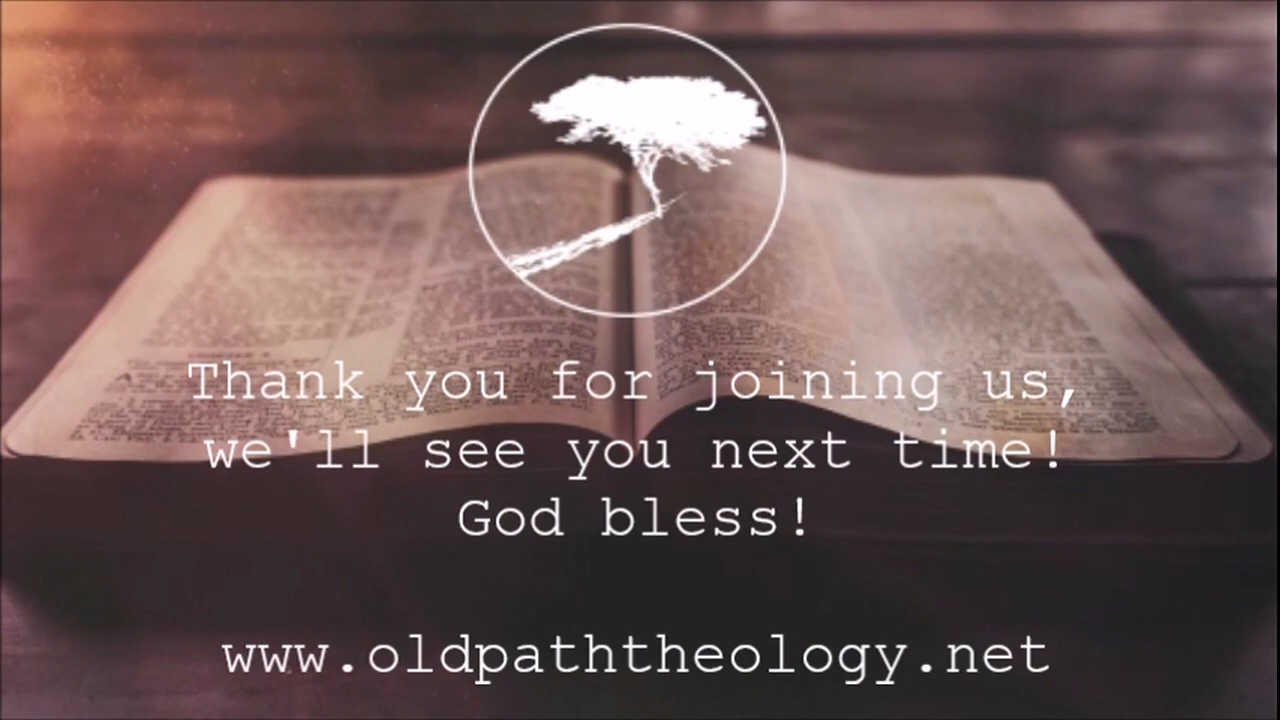 Thank you for joining us,
we'll see you next time!
God bless!
www.oldpaththeology.net